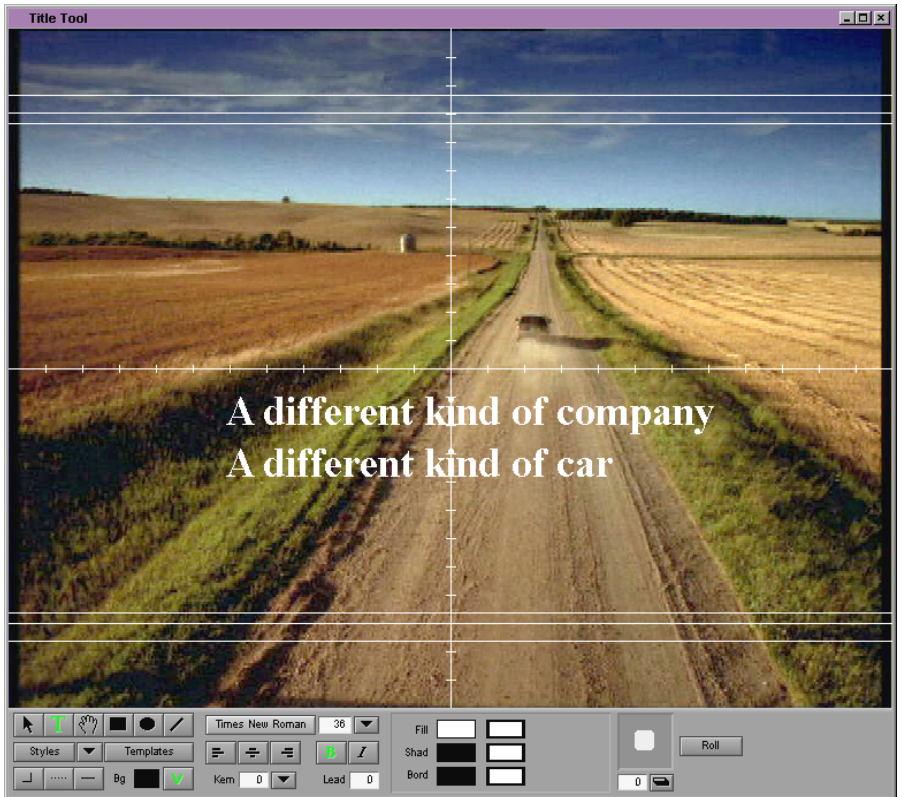 Title Tool
A different kind of company
A different kind of car
T
Times New Roman 36
Fill
Styles Templates
B I
Shad
Roll
Bg V
Kern 0 Lead 0
Bord
0